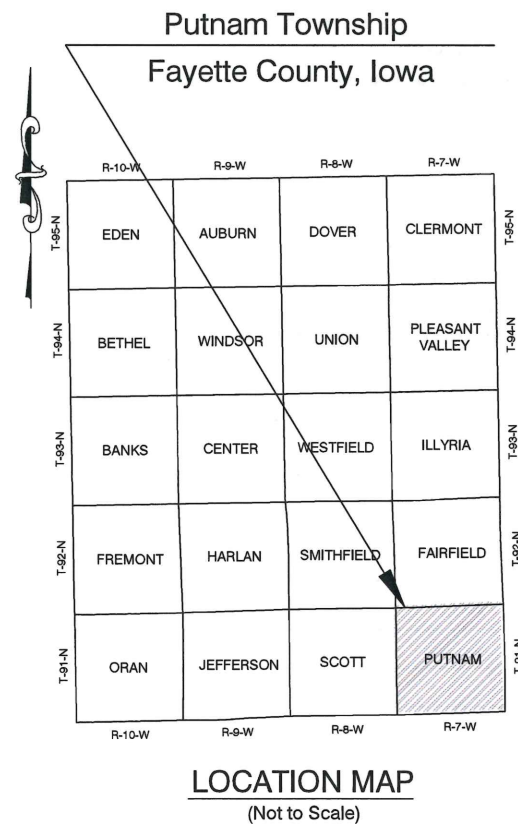 Putnam Township
Fayette County, Iowa
R-10-W R-9-W R-8-W R-7-W
T-95-N EDEN AUBURN DOVER CLERMONT T-95-N
T-94-N BETHEL WINDSOR UNION PLEASANT VALLEY T-94-N
T-93-N BANKS CENTER WESTFIELD ILLYRIA T-93-N
T-92-N FREMONT HARLAN SMITHFIELD FAIRFIELD T-92-N
T-91-N ORAN JEFFERSON SCOTT PUTNAM T-91-N
R-10-W R-9-W R-8-W R-7-W
LOCATION MAP
(Not to Scale)